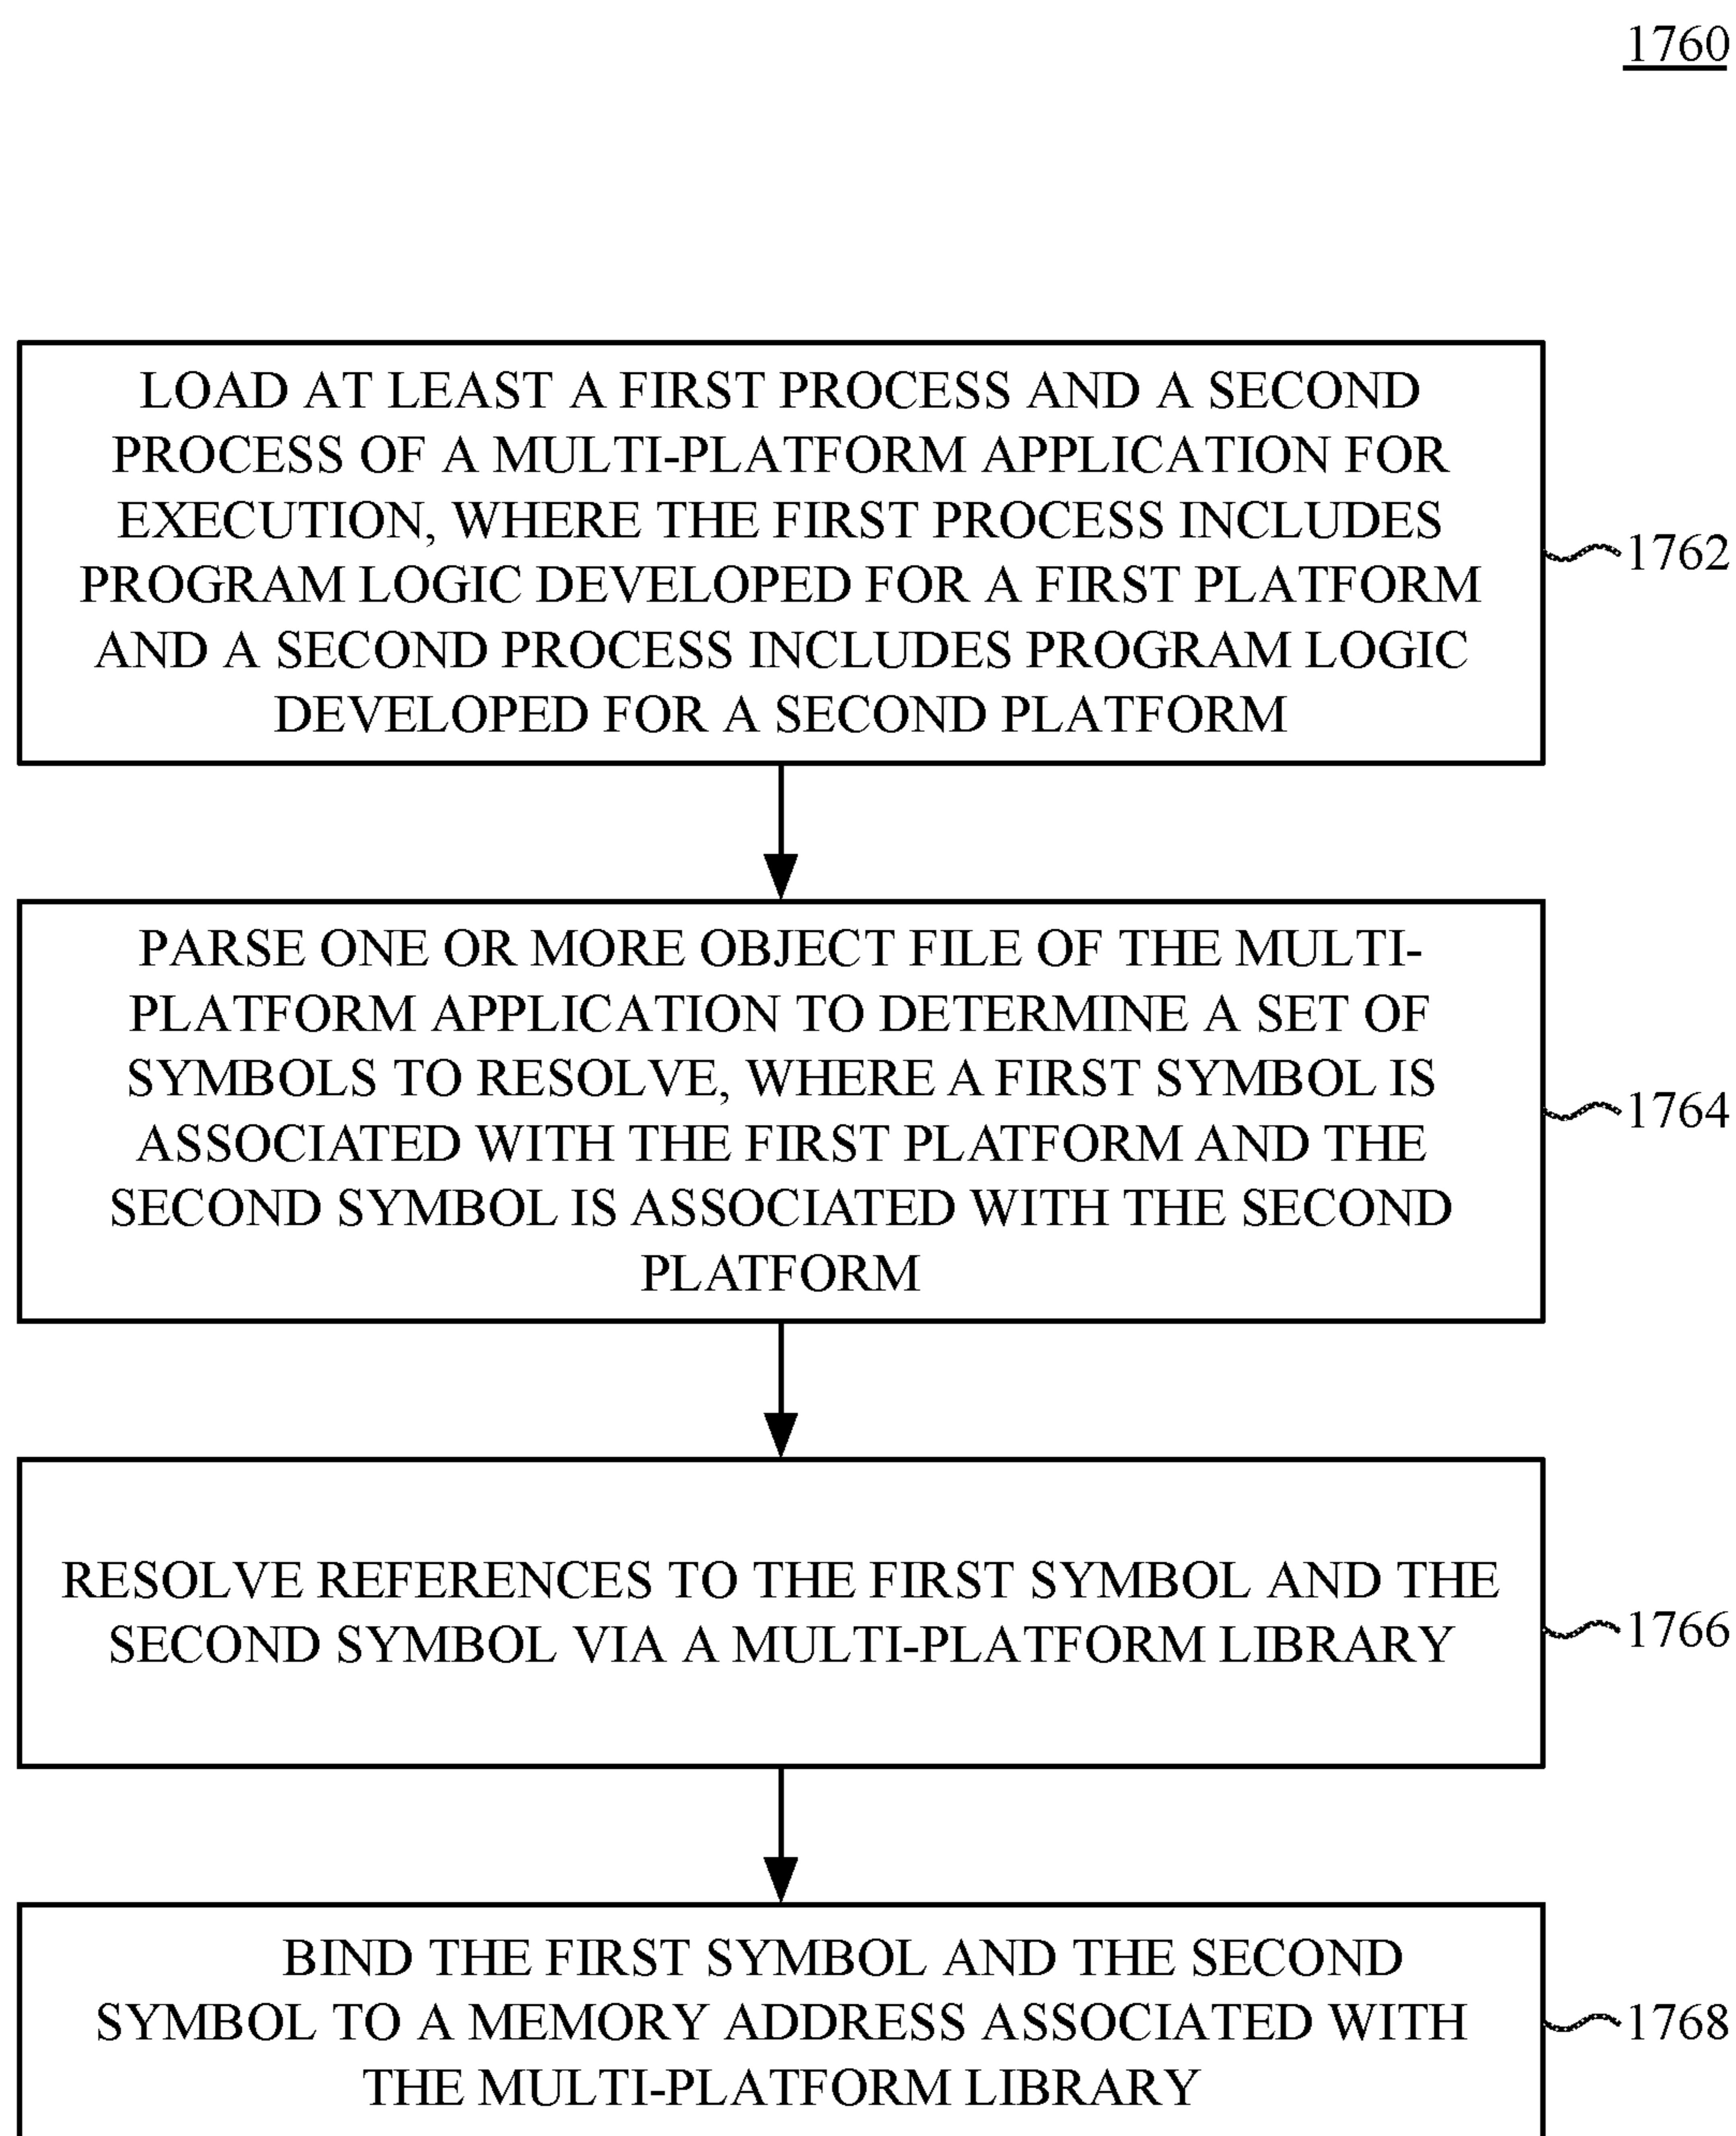 1760
LOAD AT LEAST A FIRST PROCESS AND A SECOND
PROCESS OF A MULTI-PLATFORM APPLICATION FOR
EXECUTION, WHERE THE FIRST PROCESS INCLUDES
PROGRAM LOGIC DEVELOPED FOR A FIRST PLATFORM
AND A SECOND PROCESS INCLUDES PROGRAM LOGIC
DEVELOPED FOR A SECOND PLATFORM
1762
PARSE ONE OR MORE OBJECT FILE OF THE MULTI-
PLATFORM APPLICATION TO DETERMINE A SET OF
SYMBOLS TO RESOLVE, WHERE A FIRST SYMBOL IS
ASSOCIATED WITH THE FIRST PLATFORM AND THE
SECOND SYMBOL IS ASSOCIATED WITH THE SECOND
PLATFORM
1764
RESOLVE REFERENCES TO THE FIRST SYMBOL AND THE
SECOND SYMBOL VIA A MULTI-PLATFORM LIBRARY
1766
BIND THE FIRST SYMBOL AND THE SECOND
SYMBOL TO A MEMORY ADDRESS ASSOCIATED WITH
THE MULTI-PLATFORM LIBRARY
1768